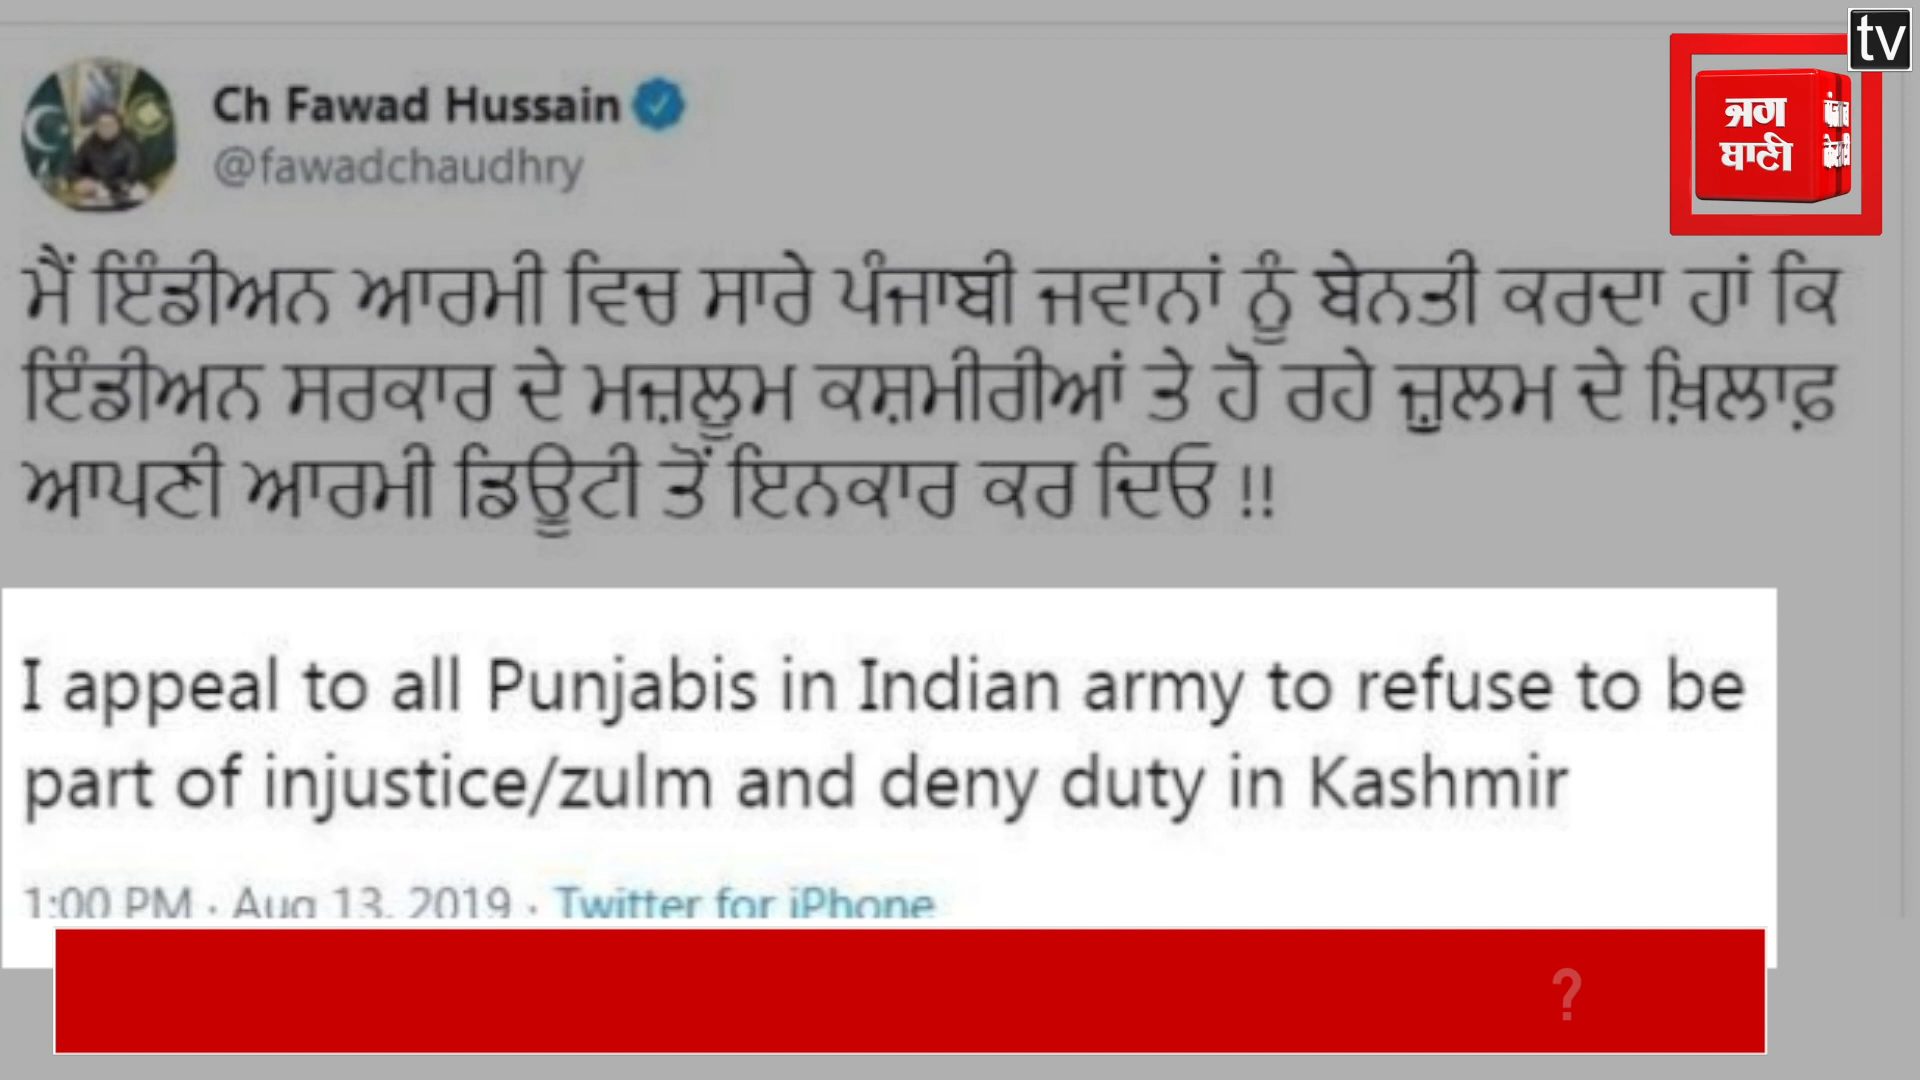 tv
ਜਗ
ਬਾਣੀ
Ch Fawad Hussain
@fawadchaudhry
ਮੈਂ ਇੰਡੀਅਨ ਆਰਮੀ ਵਿਚ ਸਾਰੇ ਪੰਜਾਬੀ ਜਵਾਨਾਂ ਨੂੰ ਬੇਨਤੀ ਕਰਦਾ ਹਾਂ ਕਿ
ਇੰਡੀਅਨ ਸਰਕਾਰ ਦੇ ਮਜ਼ਲੂਮ ਕਸ਼ਮੀਰੀਆਂ ਤੇ ਹੋ ਰਹੇ ਜ਼ੁਲਮ ਦੇ ਖ਼ਿਲਾਫ਼
ਆਪਣੀ ਆਰਮੀ ਡਿਊਟੀ ਤੋਂ ਇਨਕਾਰ ਕਰ ਦਿਓ !!
I appeal to all Punjabis in Indian army to refuse to be
part of injustice/zulm and deny duty in Kashmir
1:00 PM · Aug 13, 2019 · Twitter for iPhone
?